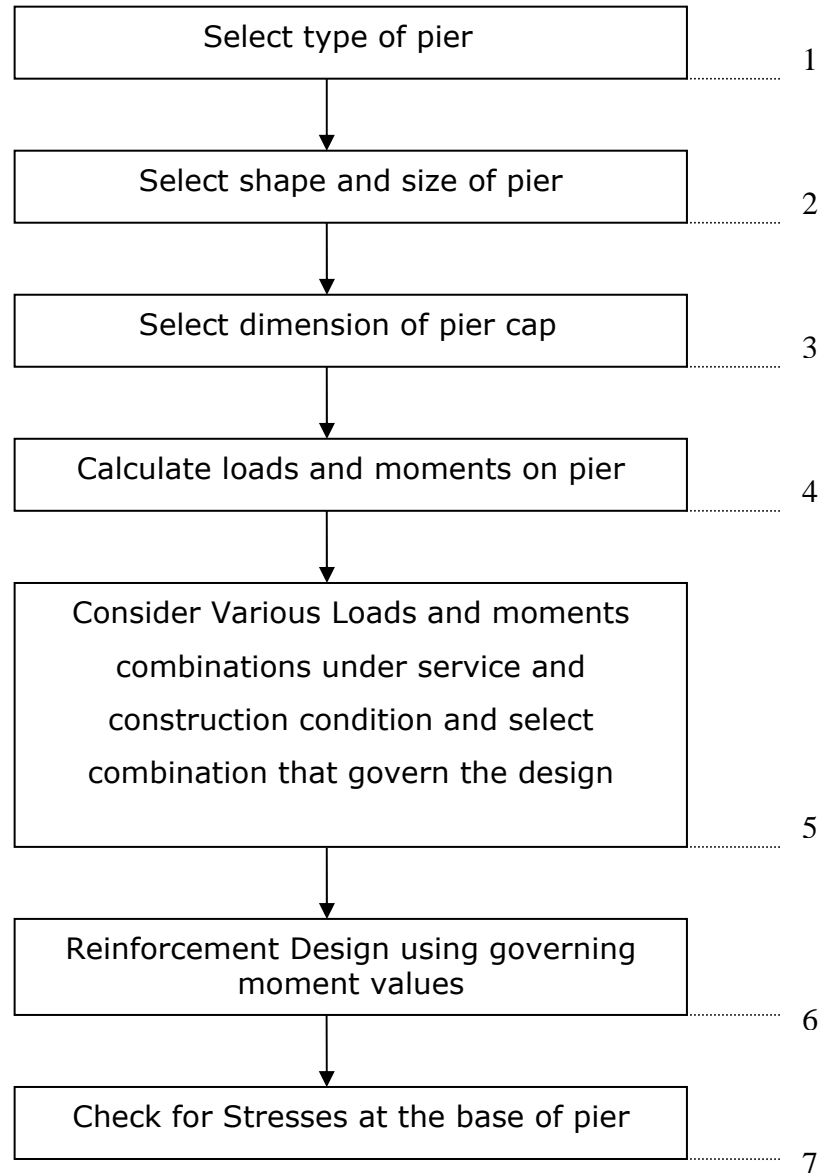 Select type of pier
1
Select shape and size of pier
2
Select dimension of pier cap
3
Calculate loads and moments on pier
4
Consider Various Loads and moments
combinations under service and
construction condition and select
combination that govern the design
5
Reinforcement Design using governing
moment values
6
Check for Stresses at the base of pier
7